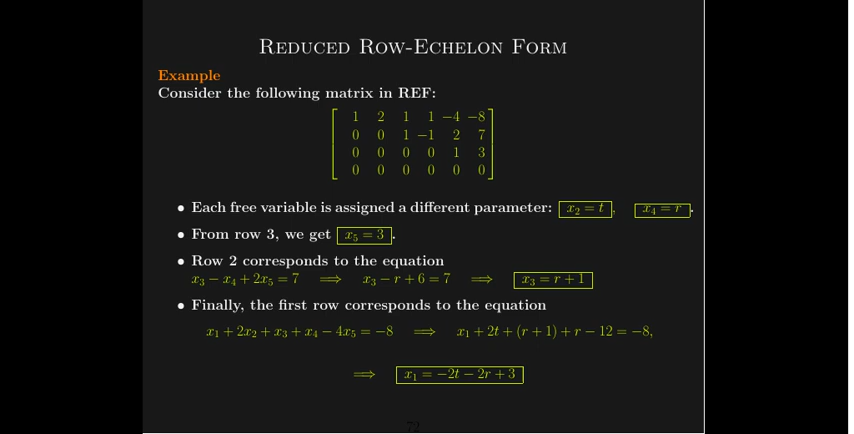 Reduced Row-Echelon Form
Example
Consider the following matrix in REF:
1 2 1 1 −4 −8
0 0 1 −1 2 7
0 0 0 0 1 3
0 0 0 0 0 0
• Each free variable is assigned a different parameter: x₂ = t, x₄ = r.
• From row 3, we get x₅ = 3.
• Row 2 corresponds to the equation
x₃ − x₄ + 2x₅ = 7 ⟹ x₃ − r + 6 = 7 ⟹ x₃ = r + 1
• Finally, the first row corresponds to the equation
x₁ + 2x₂ + x₃ + x₄ − 4x₅ = −8 ⟹ x₁ + 2t + (r + 1) + r − 12 = −8,
⟹ x₁ = −2t − 2r + 3
72